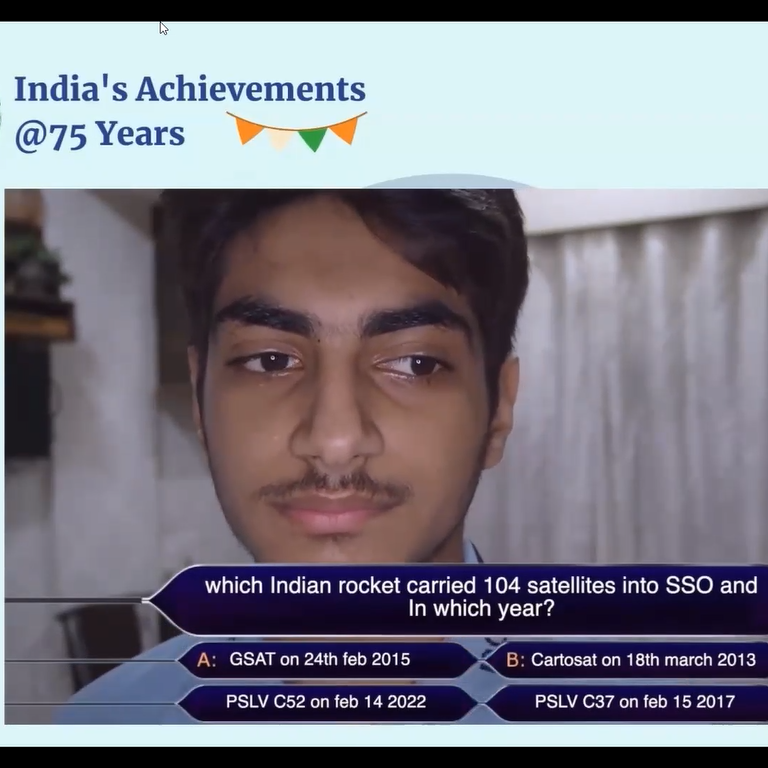 India's Achievements
@75 Years
which Indian rocket carried 104 satellites into SSO and
In which year?
A: GSAT on 24th feb 2015
B: Cartosat on 18th march 2013
PSLV C52 on feb 14 2022
PSLV C37 on feb 15 2017